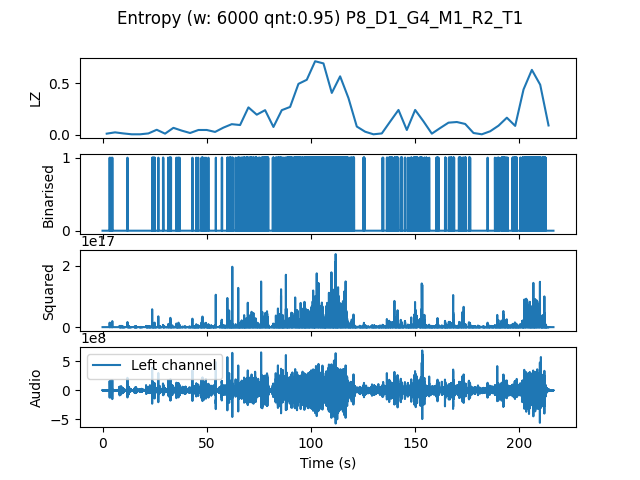 Entropy (w: 6000 qnt:0.95) P8_D1_G4_M1_R2_T1
0.5
0.0
LZ
1
0
Binarised
1e17
2
0
Squared
1e8
5
0
−5
Audio
Left channel
0
50
100
150
200
Time (s)